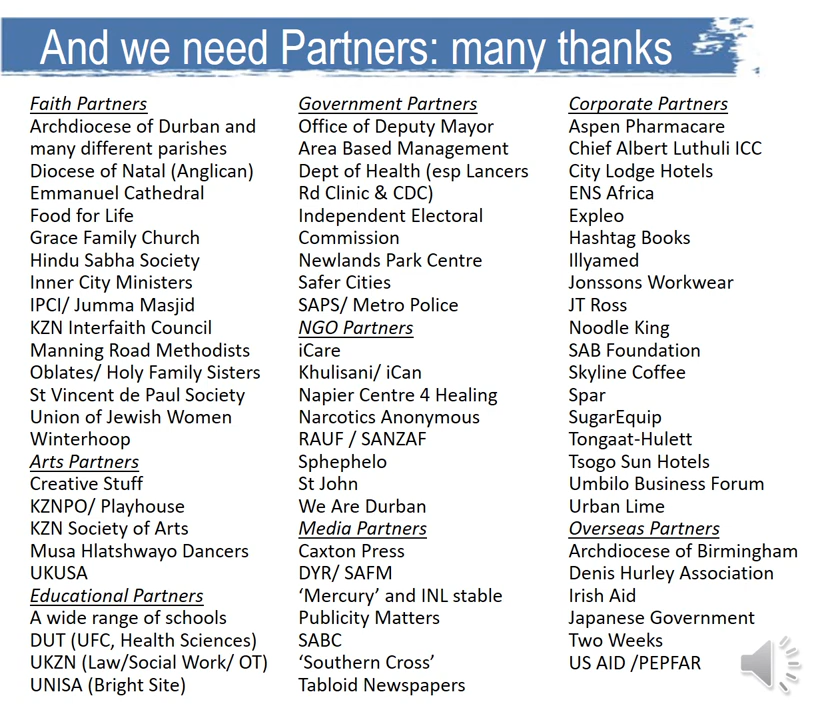 And we need Partners: many thanks
Faith Partners
Archdiocese of Durban and
many different parishes
Diocese of Natal (Anglican)
Emmanuel Cathedral
Food for Life
Grace Family Church
Hindu Sabha Society
Inner City Ministers
IPCI/ Jumma Masjid
KZN Interfaith Council
Manning Road Methodists
Oblates/ Holy Family Sisters
St Vincent de Paul Society
Union of Jewish Women
Winterhoop
Arts Partners
Creative Stuff
KZNPO/ Playhouse
KZN Society of Arts
Musa Hlatshwayo Dancers
UKUSA
Educational Partners
A wide range of schools
DUT (UFC, Health Sciences)
UKZN (Law/Social Work/ OT)
UNISA (Bright Site)
Government Partners
Office of Deputy Mayor
Area Based Management
Dept of Health (esp Lancers
Rd Clinic & CDC)
Independent Electoral
Commission
Newlands Park Centre
Safer Cities
SAPS/ Metro Police
NGO Partners
iCare
Khulisani/ iCan
Napier Centre 4 Healing
Narcotics Anonymous
RAUF / SANZAF
Sphephelo
St John
We Are Durban
Media Partners
Caxton Press
DYR/ SAFM
‘Mercury’ and INL stable
Publicity Matters
SABC
‘Southern Cross’
Tabloid Newspapers
Corporate Partners
Aspen Pharmacare
Chief Albert Luthuli ICC
City Lodge Hotels
ENS Africa
Expleo
Hashtag Books
Illyamed
Jonssons Workwear
JT Ross
Noodle King
SAB Foundation
Skyline Coffee
Spar
SugarEquip
Tongaat-Hulett
Tsogo Sun Hotels
Umbilo Business Forum
Urban Lime
Overseas Partners
Archdiocese of Birmingham
Denis Hurley Association
Irish Aid
Japanese Government
Two Weeks
US AID /PEPFAR